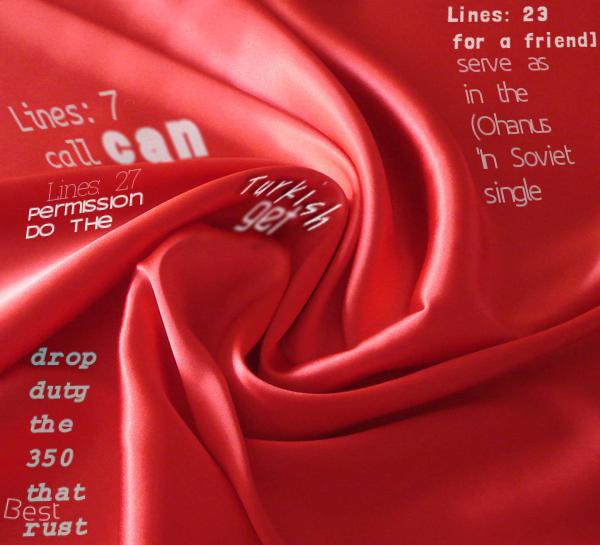 Lines: 23
for a friend]
serve as
in the
(Ohanus
'n Soviet
single
Lines: 7
call can
Lines: 27
PERMISSION
DO THE
Turkish
get
drop
duty
the
350
that
rust
Best